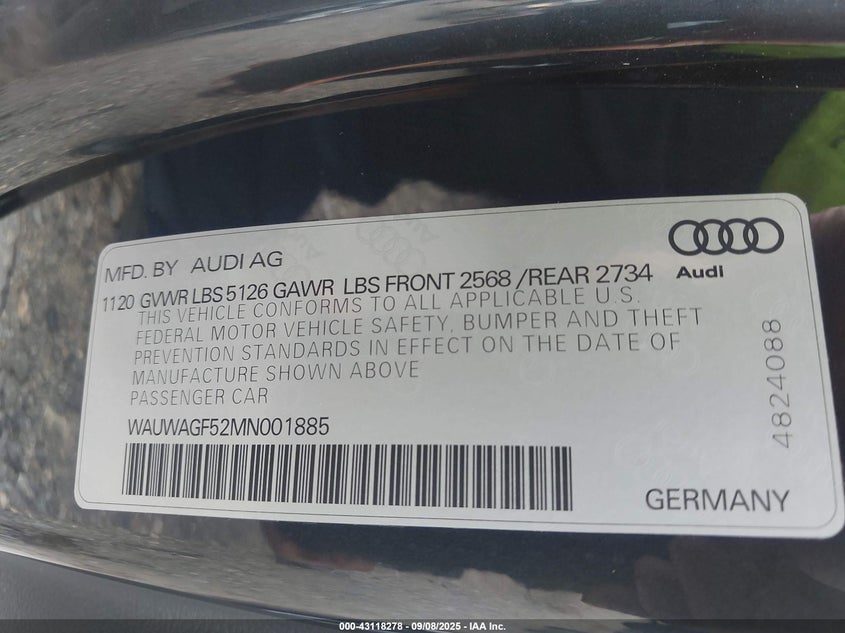 MFD. BY AUDI AG
Audi
1120 GVWR LBS 5126 GAWR LBS FRONT 2568 /REAR 2734
THIS VEHICLE CONFORMS TO ALL APPLICABLE U.S.
FEDERAL MOTOR VEHICLE SAFETY, BUMPER AND THEFT
PREVENTION STANDARDS IN EFFECT ON THE DATE OF
MANUFACTURE SHOWN ABOVE
PASSENGER CAR
WAUWAGF52MN001885
4824088
GERMANY
000-43118278 - 09/08/2025 - IAA Inc.